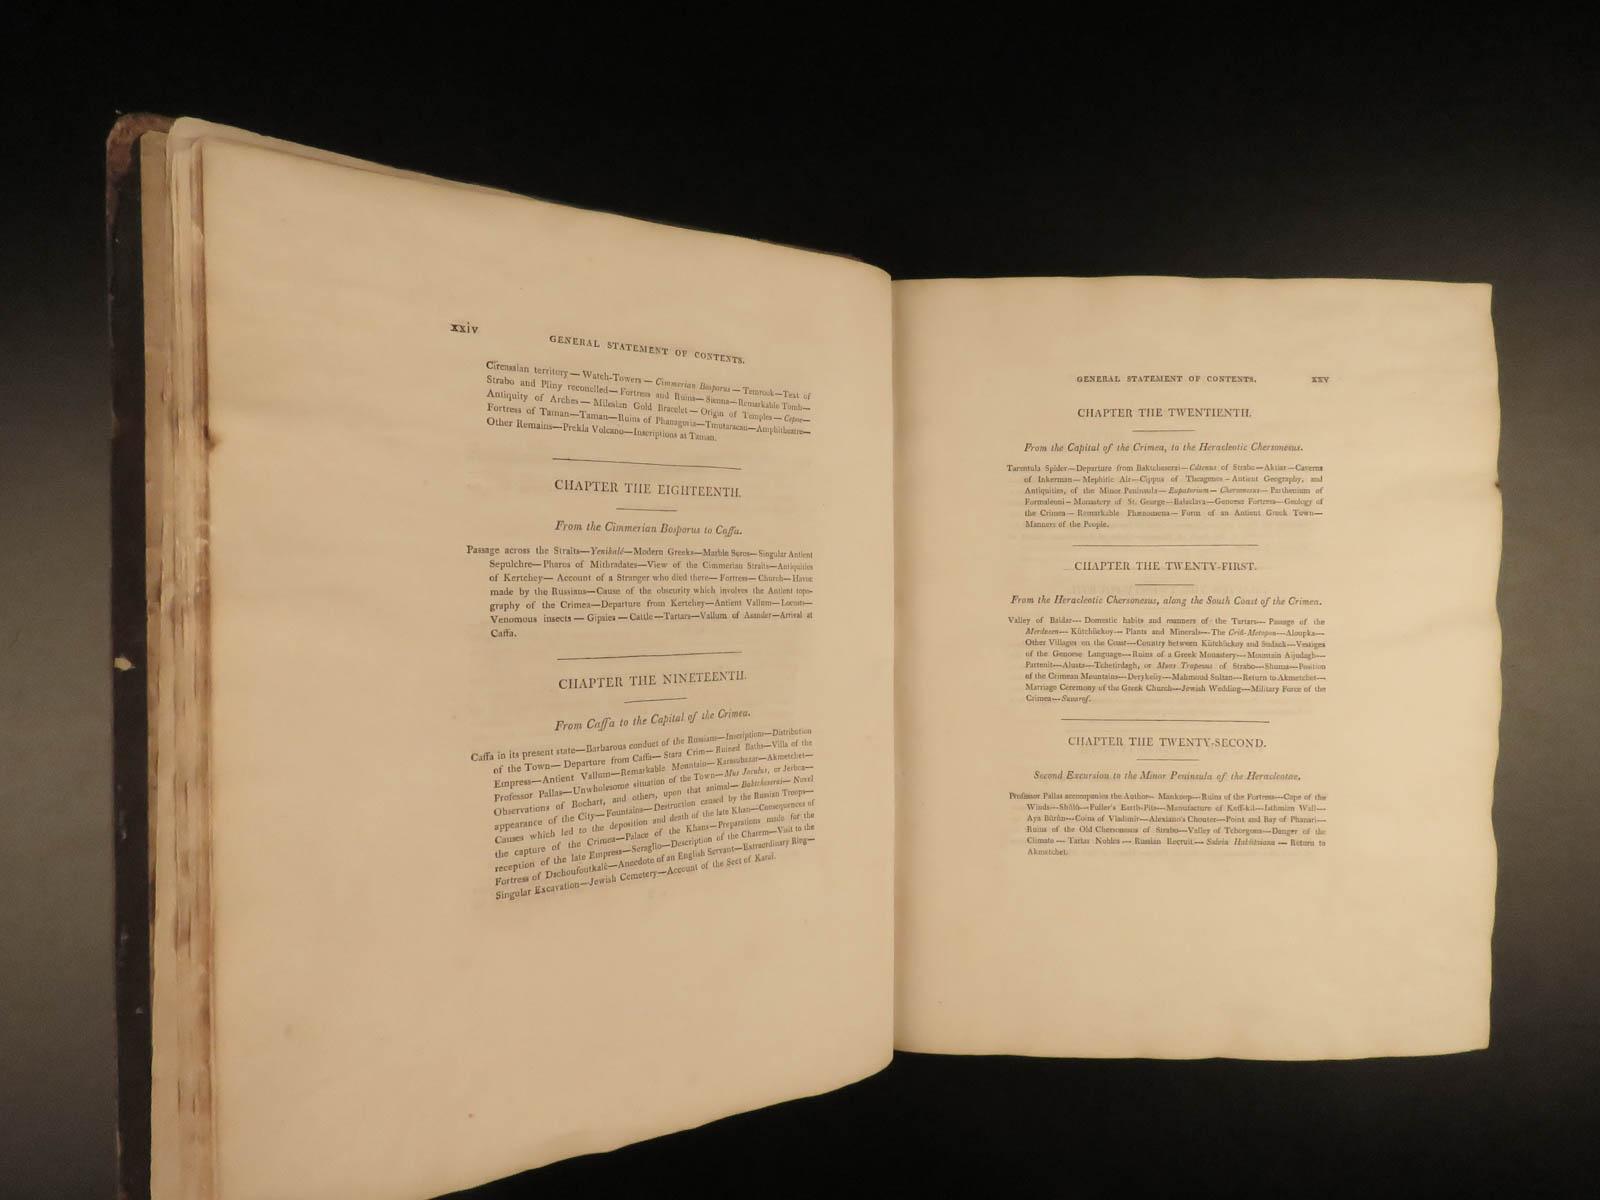 xxiv
GENERAL STATEMENT OF CONTENTS.
Circassian territory — Watch-Towers — Cimmerian Bosporus — Temrook — Text of
Strabo and Pliny reconciled — Fortress and Ruins — Sienna — Remarkable Tomb —
Antiquity of Arches — Milesian Gold Bracelet — Origin of Temples — Cepoe —
Fortress of Taman — Taman — Ruins of Phanagoria — Tmutaracan — Amphitheatre —
Other Remains — Prekla Volcano — Inscriptions at Taman.
CHAPTER THE EIGHTEENTH.
From the Cimmerian Bosporus to Caffa.
Passage across the Straits — Yenikalé — Modern Greeks — Marble Soros — Singular Antient
Sepulchre — Pharos of Mithradates — View of the Cimmerian Straits — Antiquities
of Kertchey — Account of a Stranger who died there — Fortress — Church — Havoc
made by the Russians — Cause of the obscurity which involves the Antient topo-
graphy of the Crimea — Departure from Kertchey — Antient Vallum — Locusts —
Venomous insects — Gipsies — Cattle — Tartars — Vallum of Asander — Arrival at
Caffa.
CHAPTER THE NINETEENTH.
From Caffa to the Capital of the Crimea.
Caffa in its present state — Barbarous conduct of the Russians — Inscriptions — Distribution
of the Town — Departure from Caffa — Stara Crim — Ruined Baths — Villa of the
Empress — Antient Vallum — Remarkable Mountain — Karasubazar — Akmetchet —
Professor Pallas — Unwholesome situation of the Town — Mus Jaculus, or Jerboa —
Observations of Bochart, and others, upon that animal — Baktcheserai — Novel
appearance of the City — Fountains — Destruction caused by the Russian Troops —
Causes which led to the deposition and death of the late Khan — Consequences of
the capture of the Crimea — Palace of the Khans — Preparations made for the
reception of the late Empress — Seraglio — Description of the Charem — Visit to the
Fortress of Dschoufoutkalè — Anecdote of an English Servant — Extraordinary Ring —
Singular Excavation — Jewish Cemetery — Account of the Sect of Karaï.
GENERAL STATEMENT OF CONTENTS. xxv
CHAPTER THE TWENTIENTH.
From the Capital of the Crimea, to the Heracleotic Chersonesus.
Tarentula Spider — Departure from Baktcheserai — Ctenus of Strabo — Aktiar — Caverns
of Inkerman — Mephitic Air — Cippus of Theagenes — Antient Geography, and
Antiquities, of the Minor Peninsula — Eupatorium — Chersonesus — Parthenium of
Formaleoni — Monastery of St. George — Balaclava — Genoese Fortress — Geology of
the Crimea — Remarkable Phænomena — Form of an Antient Greek Town —
Manners of the People.
CHAPTER THE TWENTY-FIRST.
From the Heracleotic Chersonesus, along the South Coast of the Crimea.
Valley of Baidar — Domestic habits and manners of the Tartars — Passage of the
Merdveen — Kûtchückoy — Plants and Minerals — The Criû-Metopon — Aloupka —
Other Villages on the Coast — Country between Kûtchückoy and Sudack — Vestiges
of the Genoese Language — Ruins of a Greek Monastery — Mountain Aijudagh —
Partenit — Alusta — Tchetirdagh, or Mons Trapezus of Strabo — Shuma — Position
of the Crimean Mountains — Derykeüy — Mahmoud Sultan — Return to Akmetchet —
Marriage Ceremony of the Greek Church — Jewish Wedding — Military Force of the
Crimea — Suvarof.
CHAPTER THE TWENTY-SECOND.
Second Excursion to the Minor Peninsula of the Heracleotae.
Professor Pallas accompanies the Author — Mankoop — Ruins of the Fortress — Cape of the
Winds — Shûlû — Fuller's Earth-Pits — Manufacture of Keff-kil — Isthmian Wall —
Aya Bûrûn — Coins of Vladimir — Alexiano's Chouter — Point and Bay of Phanari —
Ruins of the Old Chersonesus of Strabo — Valley of Tchorgona — Danger of the
Climate — Tartar Nobles — Russian Recruit — Salvia Hablitziana — Return to
Akmetchet.